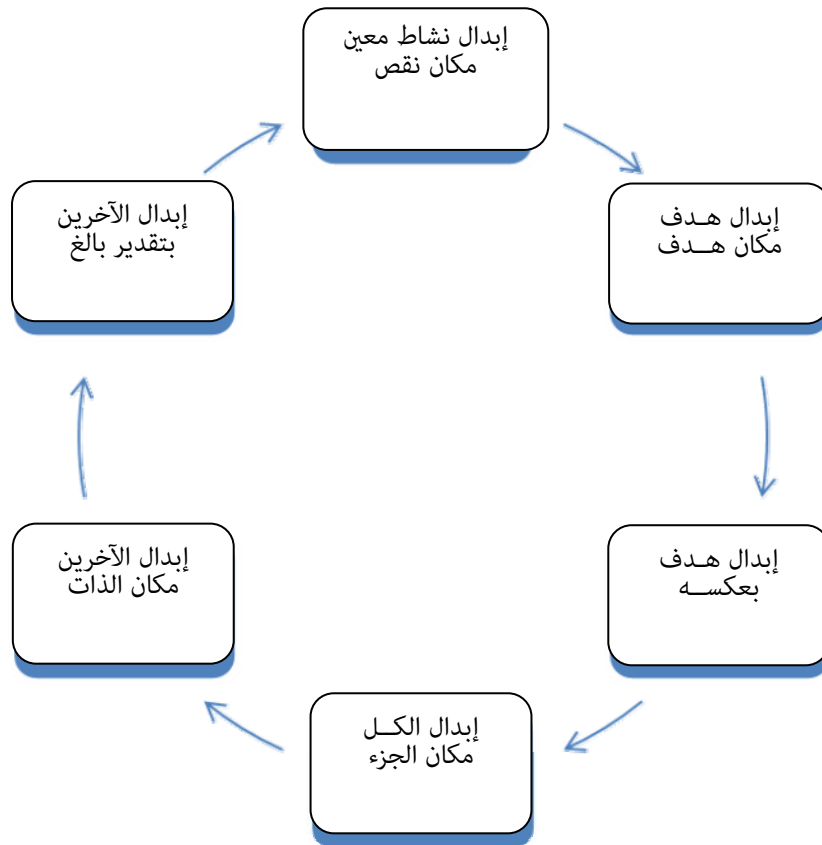 إبدال نشاط معين
مكان نقص
إبدال هـدف
مكان هــدف
إبدال هـدف
بعكســه
إبدال الكــل
مكان الجزء
إبدال الآخرين
مكان الذات
إبدال الآخرين
بتقدير بالغ